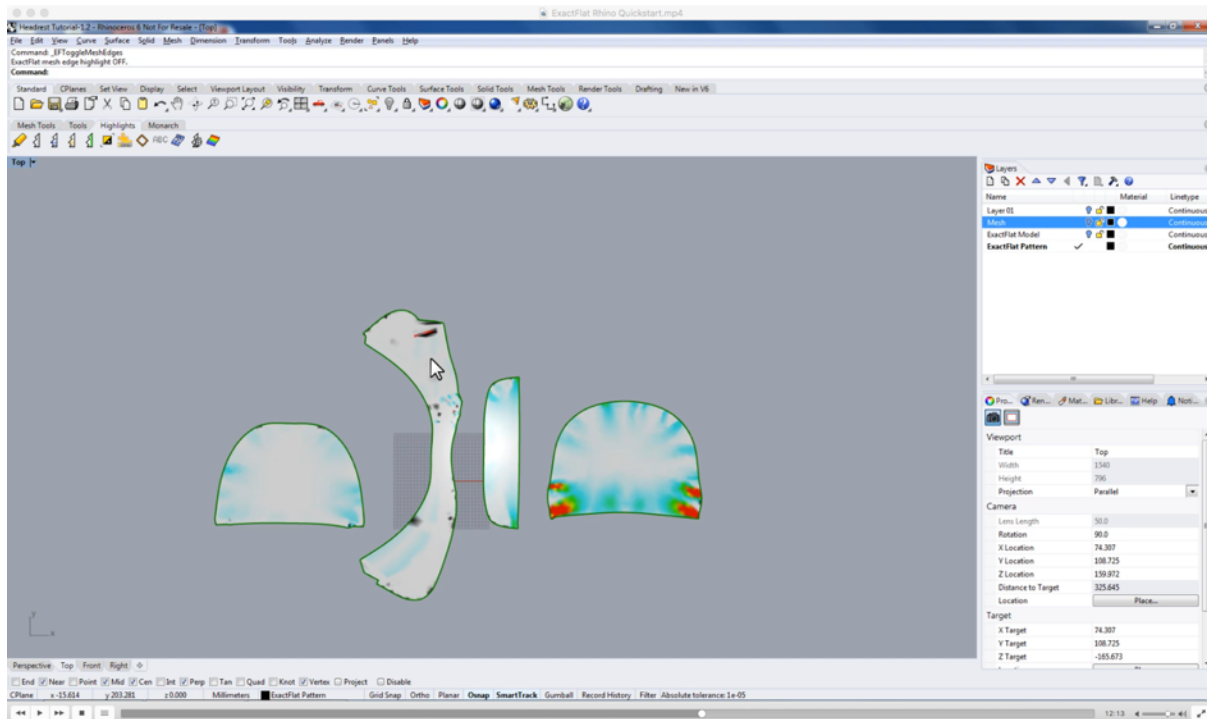 ExactFlat Rhino Quickstart.mp4
Headrest Tutorial-1.2 - Rhinoceros 6 Not For Resale - [Top]
File Edit View Curve Surface Solid Mesh Dimension Transform Tools Analyze Render Panels Help
Command: _EFToggleMeshEdges
ExactFlat mesh edge highlight OFF.
Command:
Standard CPlanes Set View Display Select Viewport Layout Visibility Transform Curve Tools Surface Tools Solid Tools Mesh Tools Render Tools Drafting New in V6
Mesh Tools Tools Highlights Monarch
ABC
Top
Layers
Name Material Linetype
Layer 01 Continuous
Mesh Continuous
ExactFlat Model Continuous
ExactFlat Pattern Continuous
Pro... Ren... Mat... Libr... Help Noti...
Viewport
Title Top
Width 1540
Height 796
Projection Parallel
Camera
Lens Length 50.0
Rotation 90.0
X Location 74.307
Y Location 108.725
Z Location 159.972
Distance to Target 325.645
Location Place...
Target
X Target 74.307
Y Target 108.725
Z Target -165.673
y
x
Perspective Top Front Right
End Near Point Mid Cen Int Perp Tan Quad Knot Vertex Project Disable
CPlane x -15.614 y 203.281 z 0.000 Millimeters ExactFlat Pattern Grid Snap Ortho Planar Osnap SmartTrack Gumball Record History Filter Absolute tolerance: 1e-05
12:13